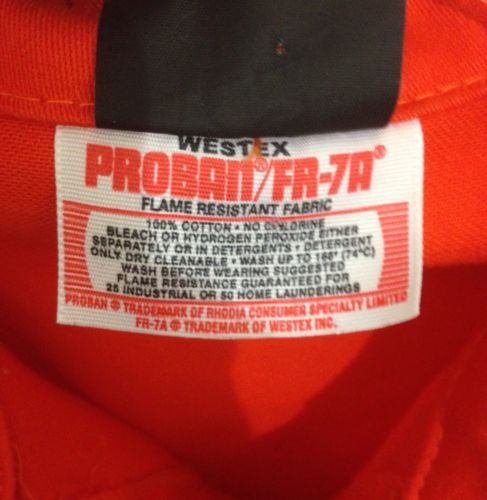 WESTEX
PROBAN®/FR-7A®
FLAME RESISTANT FABRIC
100% COTTON • NO CHLORINE
BLEACH OR HYDROGEN PEROXIDE EITHER
SEPARATELY OR IN DETERGENTS • DETERGENT
ONLY DRY CLEANABLE • WASH UP TO 165° (74°C)
WASH BEFORE WEARING SUGGESTED
FLAME RESISTANCE GUARANTEED FOR
25 INDUSTRIAL OR 50 HOME LAUNDERINGS
PROBAN ® TRADEMARK OF RHODIA CONSUMER SPECIALTY LIMITED
FR-7A ® TRADEMARK OF WESTEX INC.